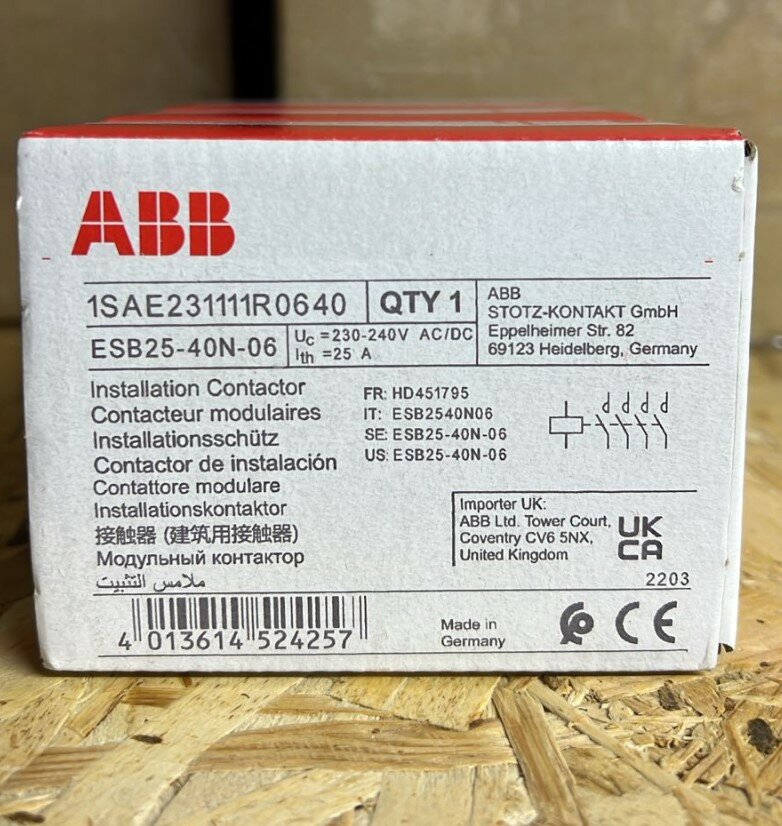 ABB
1SAE231111R0640
QTY 1
ABB
STOTZ-KONTAKT GmbH
Eppelheimer Str. 82
69123 Heidelberg, Germany
ESB25-40N-06
Uc =230-240V AC/DC
Ith =25 A
Installation Contactor
Contacteur modulaires
Installationsschütz
Contactor de instalación
Contattore modulare
Installationskontaktor
接触器 (建筑用接触器)
Модульный контактор
ملامس التثبيت
FR: HD451795
IT: ESB2540N06
SE: ESB25-40N-06
US: ESB25-40N-06
Importer UK:
ABB Ltd. Tower Court,
Coventry CV6 5NX,
United Kingdom
UK
CA
2203
4 013614 524257
Made in
Germany
CE